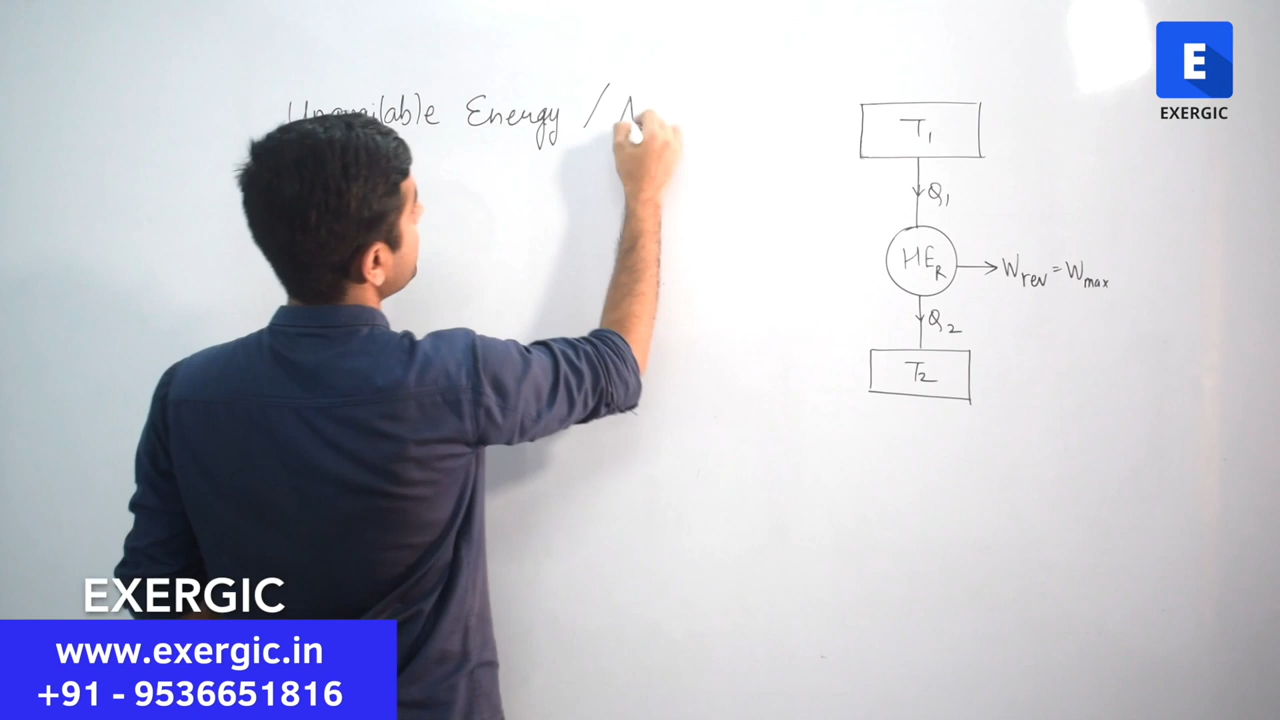 Unavailable Energy / A
E
EXERGIC
T1
Q1
HER
Wrev = Wmax
Q2
T2
EXERGIC
www.exergic.in
+91 - 9536651816